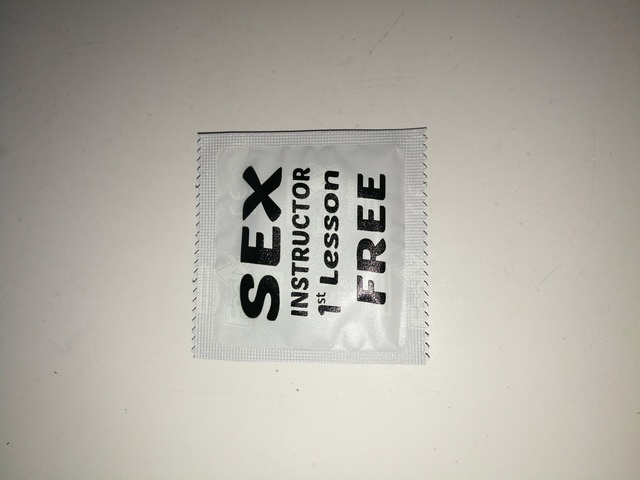 SEX
INSTRUCTOR
1st Lesson
FREE